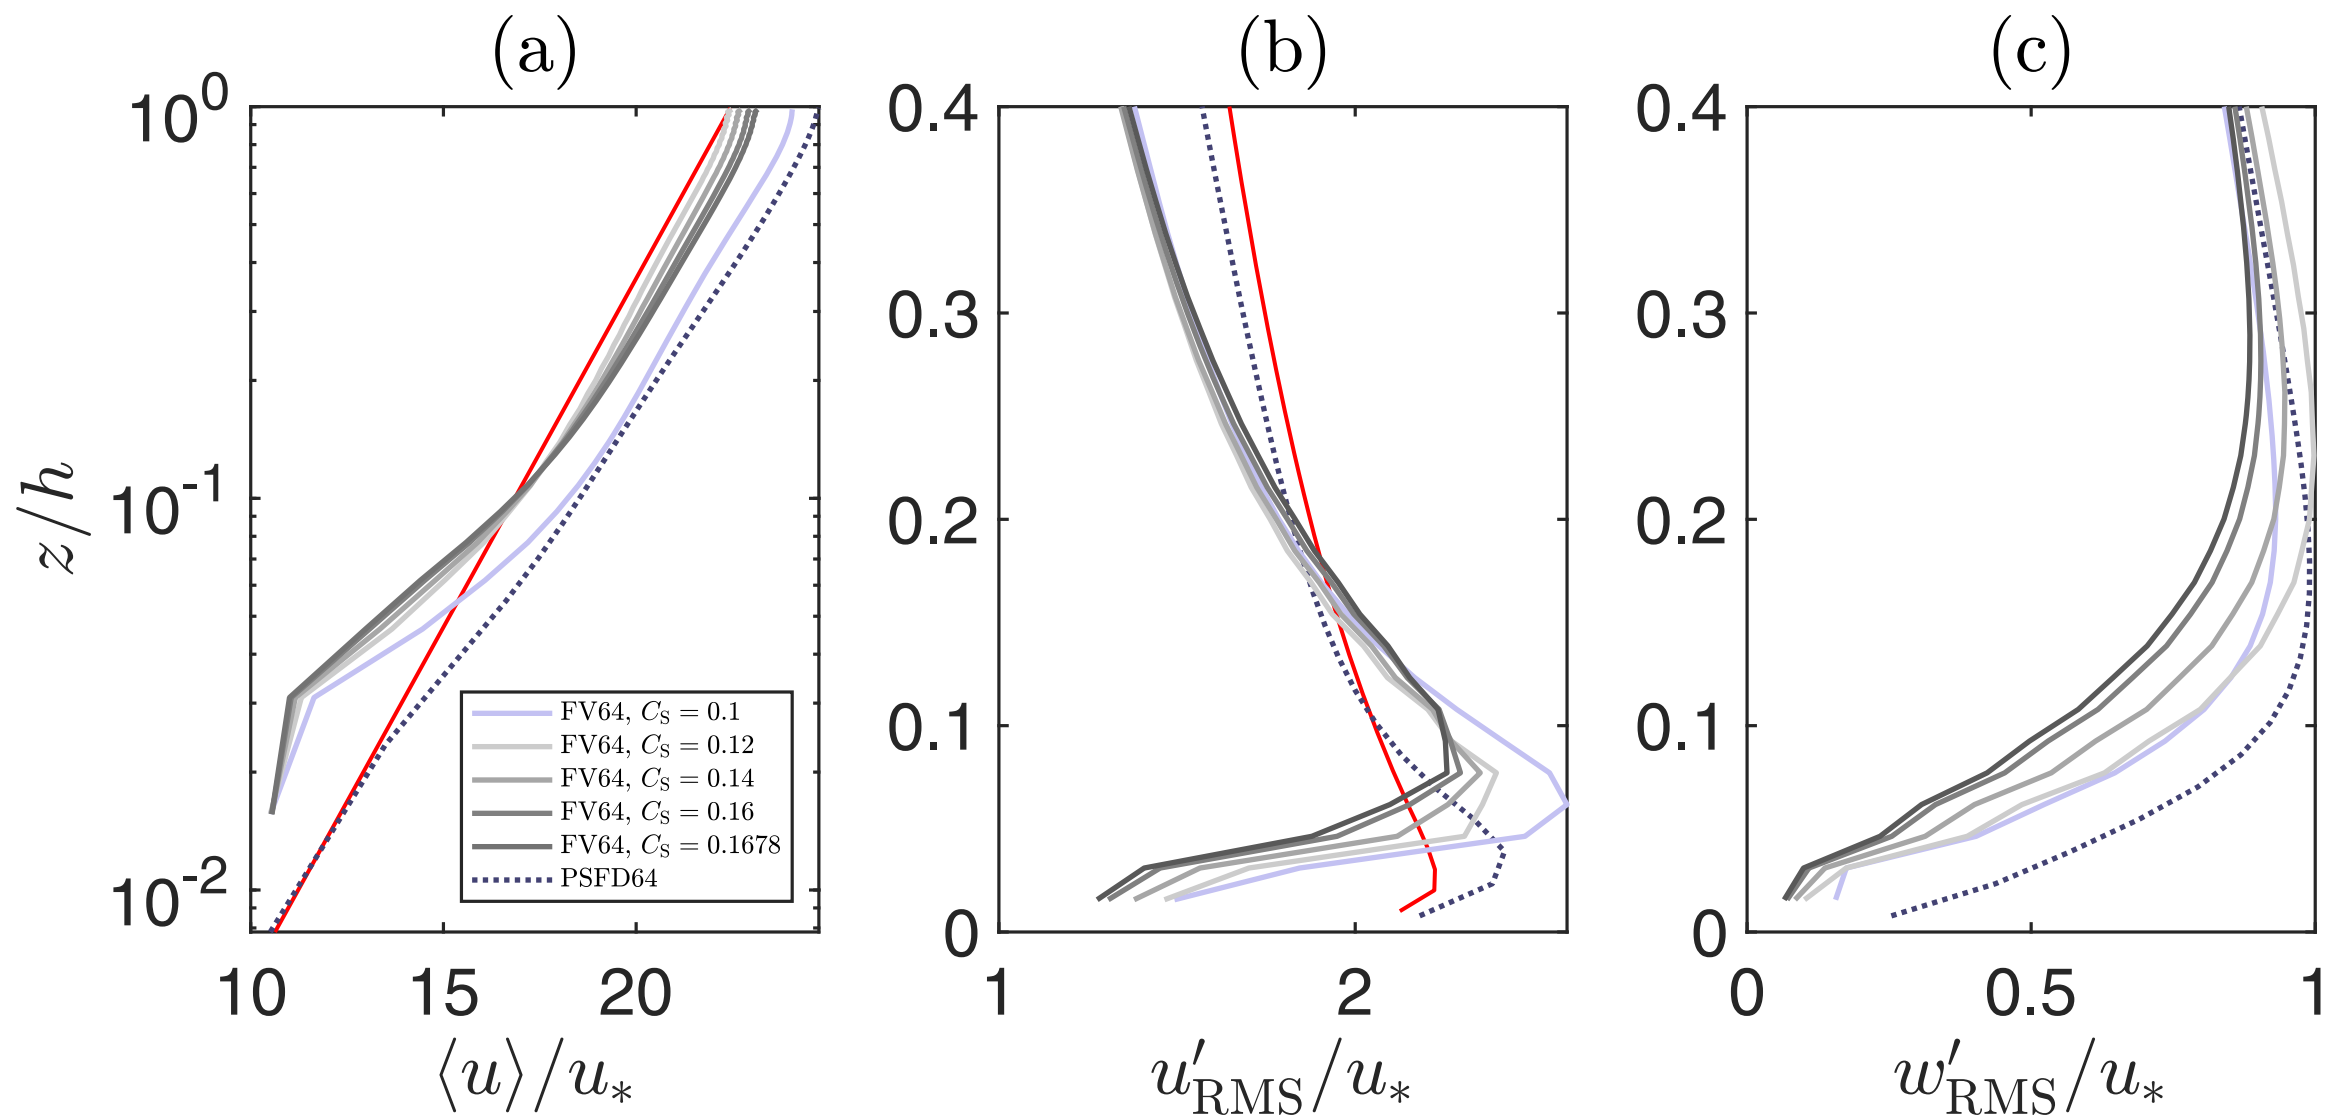 (a) (b) (c)
10^0 0.4 0.4
0.3 0.3
z/h 10^-1 0.2 0.2
0.1 0.1
FV64, C_S = 0.1
FV64, C_S = 0.12
FV64, C_S = 0.14
FV64, C_S = 0.16
FV64, C_S = 0.1678
PSFD64
10^-2 0 0
10 15 20 1 2 0 0.5 1
⟨u⟩/u_* u′_RMS/u_* w′_RMS/u_*